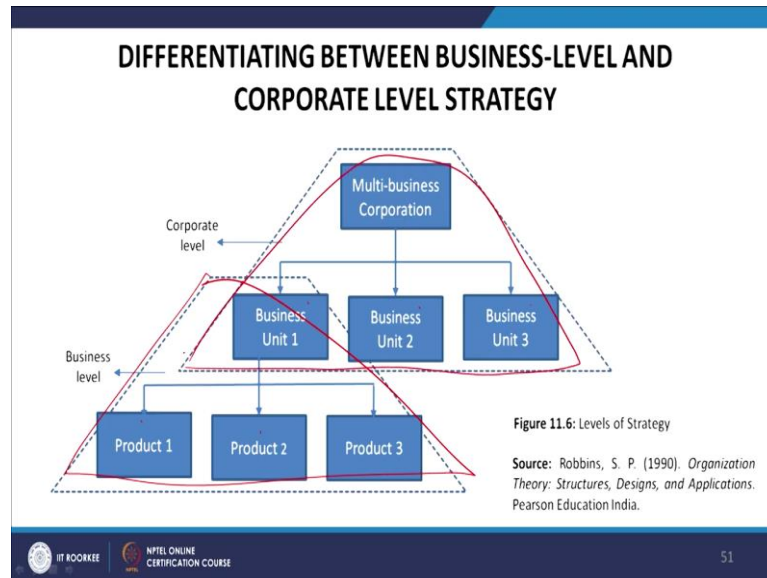 DIFFERENTIATING BETWEEN BUSINESS-LEVEL AND
CORPORATE LEVEL STRATEGY
Multi-business
Corporation
Corporate
level
Business
Unit 1
Business
Unit 2
Business
Unit 3
Business
level
Product 1
Product 2
Product 3
Figure 11.6: Levels of Strategy
Source: Robbins, S. P. (1990). Organization
Theory: Structures, Designs, and Applications.
Pearson Education India.
IIT ROORKEE
NPTEL ONLINE
CERTIFICATION COURSE
51